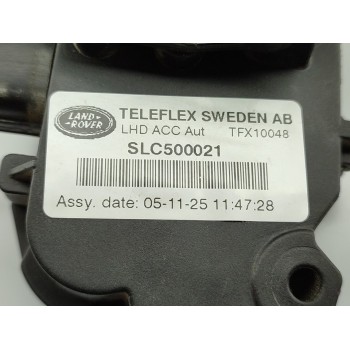 LAND-
ROVER
TELEFLEX SWEDEN AB
LHD ACC Aut TFX10048
SLC500021
Assy. date: 05-11-25 11:47:28